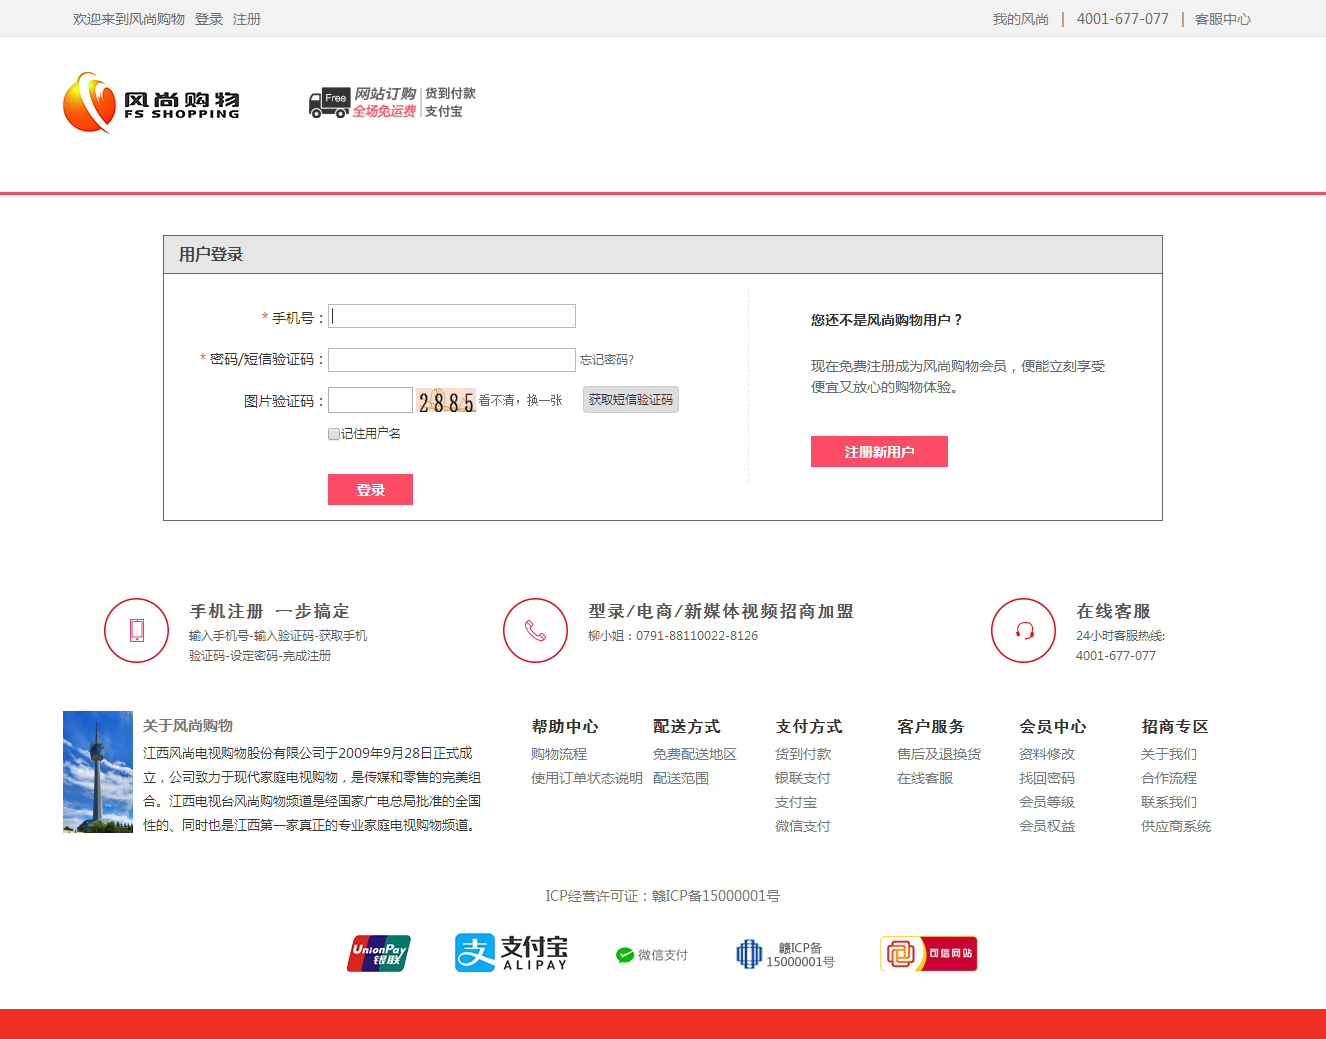 欢迎来到风尚购物 登录 注册
我的风尚 | 4001-677-077 | 客服中心
风尚购物
FS SHOPPING
Free 网站订购 货到付款
全场免运费 支付宝
用户登录
* 手机号：
* 密码/短信验证码： 忘记密码?
图片验证码： 2885 看不清，换一张 获取短信验证码
记住用户名
登录
您还不是风尚购物用户？
现在免费注册成为风尚购物会员，便能立刻享受
便宜又放心的购物体验。
注册新用户
手机注册 一步搞定
输入手机号-输入验证码-获取手机
验证码-设定密码-完成注册
型录/电商/新媒体视频招商加盟
柳小姐：0791-88110022-8126
在线客服
24小时客服热线:
4001-677-077
关于风尚购物
江西风尚电视购物股份有限公司于2009年9月28日正式成
立，公司致力于现代家庭电视购物，是传媒和零售的完美组
合。江西电视台风尚购物频道是经国家广电总局批准的全国
性的、同时也是江西第一家真正的专业家庭电视购物频道。
帮助中心
购物流程
使用订单状态说明
配送方式
免费配送地区
配送范围
支付方式
货到付款
银联支付
支付宝
微信支付
客户服务
售后及退换货
在线客服
会员中心
资料修改
找回密码
会员等级
会员权益
招商专区
关于我们
合作流程
联系我们
供应商系统
ICP经营许可证：赣ICP备15000001号
UnionPay
银联
支 支付宝
ALIPAY
微信支付
赣ICP备
15000001号
可信网站